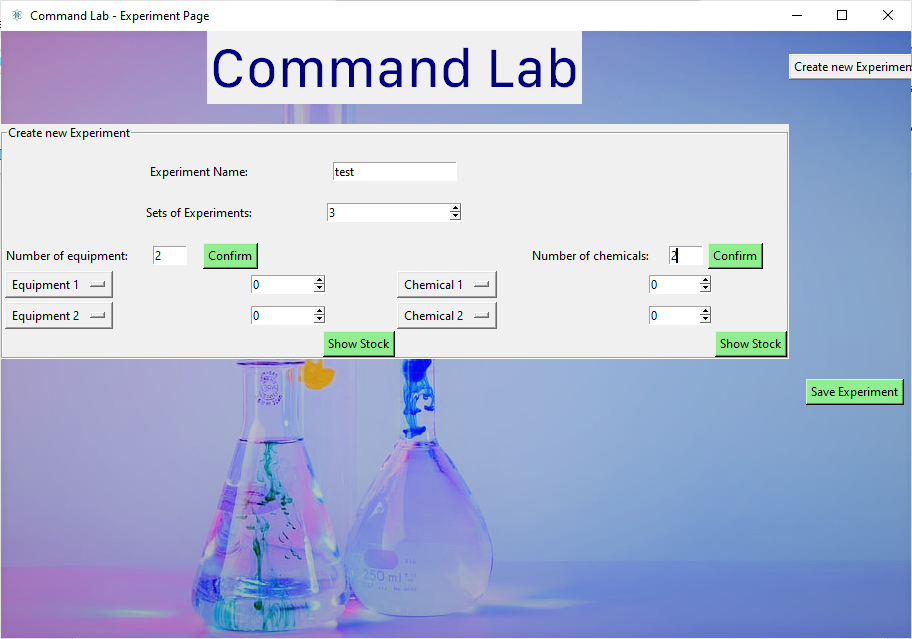 Command Lab - Experiment Page
Command Lab
Create new Experimen
Create new Experiment
Experiment Name: test
Sets of Experiments: 3
Number of equipment: 2 Confirm Number of chemicals: 2 Confirm
Equipment 1 0 Chemical 1 0
Equipment 2 0 Chemical 2 0
Show Stock Show Stock
Save Experiment
250 ml